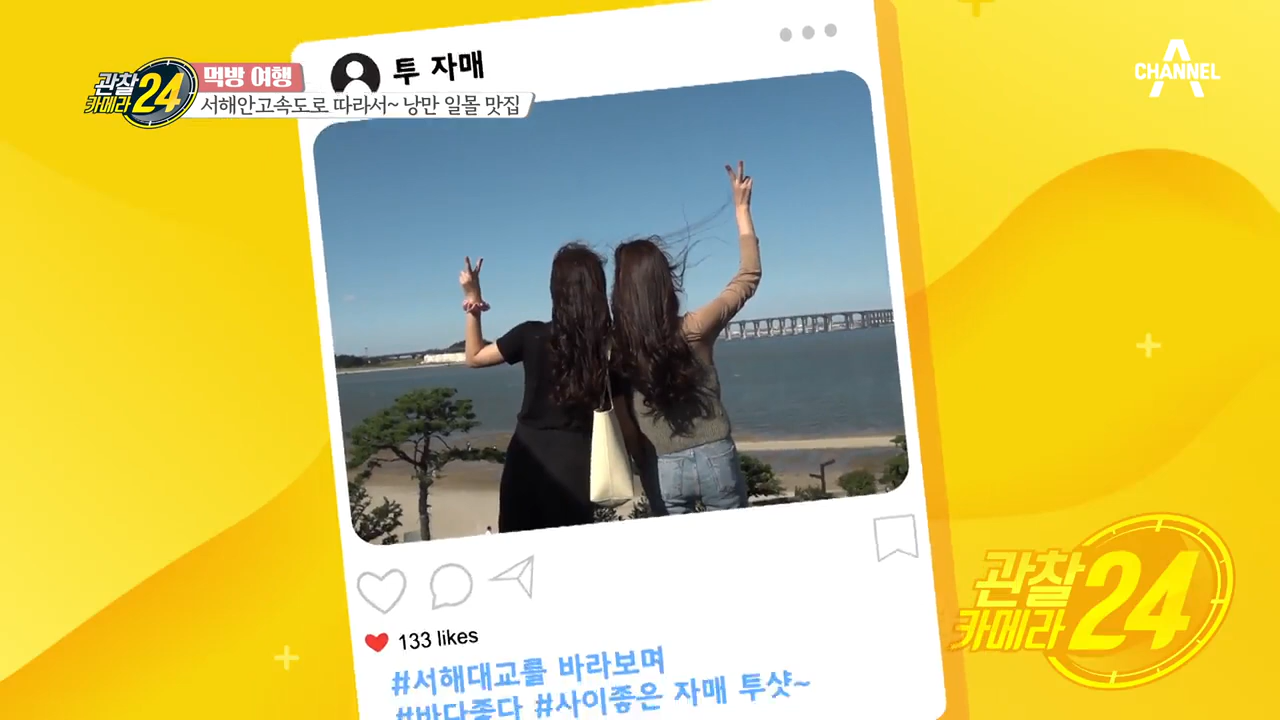 투 자매
관찰
카메라 24
먹방 여행
서해안고속도로 따라서~ 낭만 일몰 맛집
CHANNEL A
133 likes
#서해대교를 바라보며
#바다좋다 #사이좋은 자매 투샷~
관찰
카메라 24